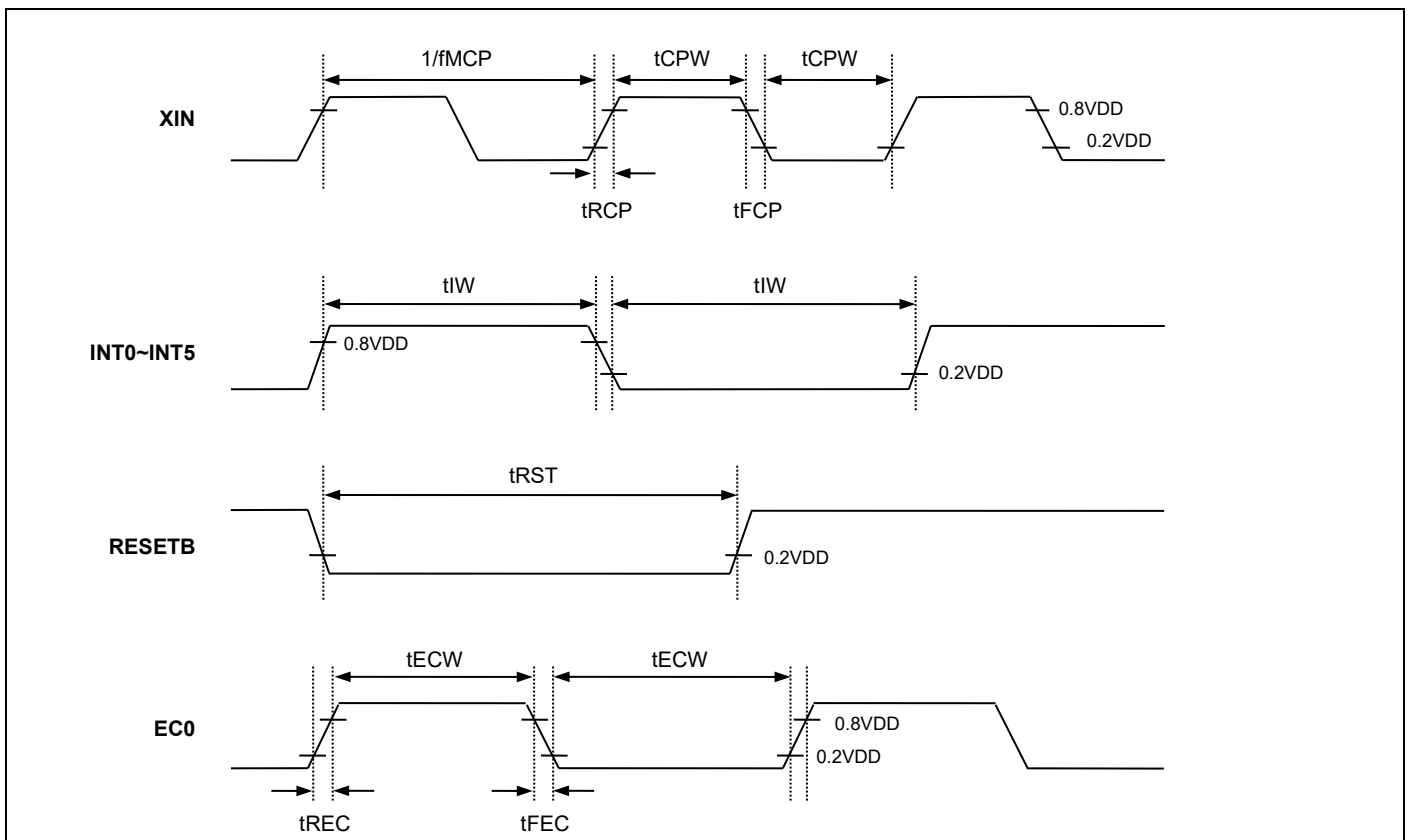 1/fMCP tCPW tCPW
XIN
0.8VDD
0.2VDD
tRCP tFCP
tIW tIW
INT0~INT5
0.8VDD
0.2VDD
tRST
RESETB
0.2VDD
tECW tECW
EC0
0.8VDD
0.2VDD
tREC tFEC